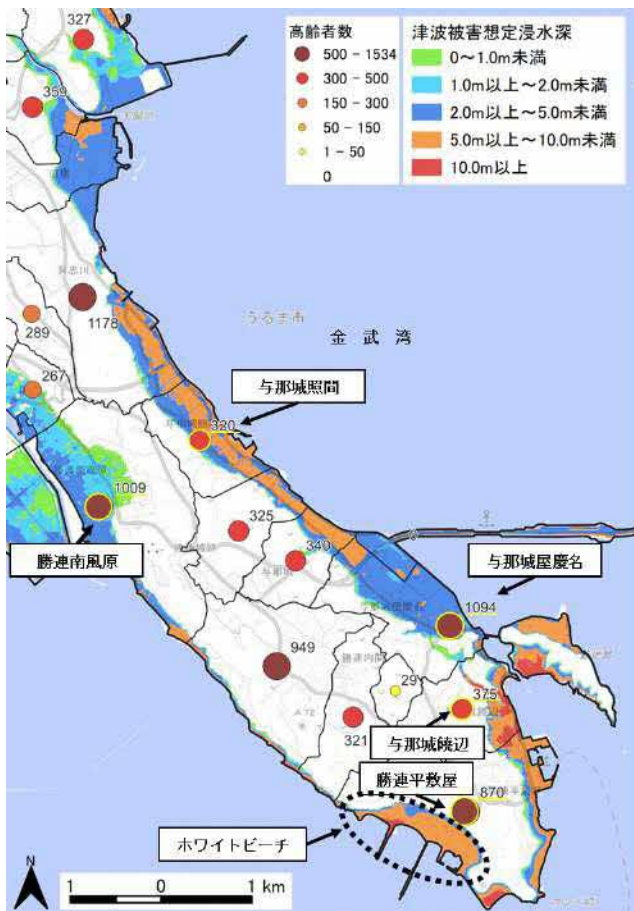 高齢者数
500 - 1534
300 - 500
150 - 300
50 - 150
1 - 50
0
津波被害想定浸水深
0～1.0m未満
1.0m以上～2.0m未満
2.0m以上～5.0m未満
5.0m以上～10.0m未満
10.0m以上
327
359
1178
うるま市
289
金武湾
267
与那城照間
320
1009
325
勝連南風原
340
与那城屋慶名
1094
949
勝連内間
29
375
321
与那城饒辺
勝連平敷屋
870
ホワイトビーチ
N
1 0 1 km